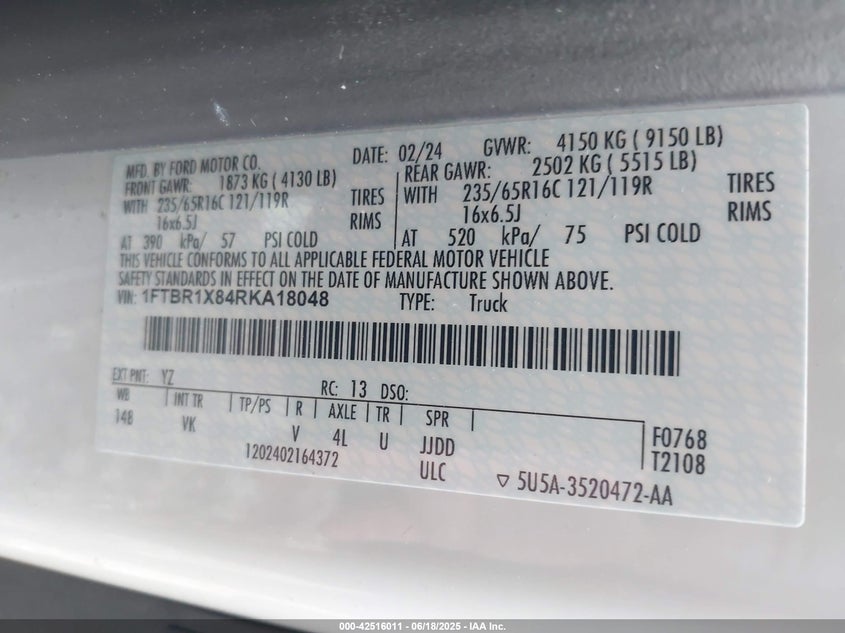 MFD. BY FORD MOTOR CO.
DATE: 02/24 GVWR: 4150 KG ( 9150 LB)
FRONT GAWR: 1873 KG ( 4130 LB)
REAR GAWR: 2502 KG ( 5515 LB)
WITH 235/65R16C 121/119R TIRES
WITH 235/65R16C 121/119R TIRES
16x6.5J RIMS
16x6.5J RIMS
AT 390 kPa/ 57 PSI COLD
AT 520 kPa/ 75 PSI COLD
THIS VEHICLE CONFORMS TO ALL APPLICABLE FEDERAL MOTOR VEHICLE
SAFETY STANDARDS IN EFFECT ON THE DATE OF MANUFACTURE SHOWN ABOVE.
VIN: 1FTBR1X84RKA18048 TYPE: Truck
EXT PNT: YZ RC: 13 DSO:
WB INT TR TP/PS R AXLE TR SPR
148 VK V 4L U JJDD
1202402164372 ULC
F0768
T2108
5U5A-3520472-AA
000-42516011 - 06/18/2025 - IAA Inc.